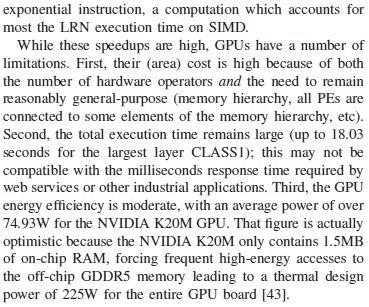 exponential instruction, a computation which accounts for
most the LRN execution time on SIMD.
While these speedups are high, GPUs have a number of
limitations. First, their (area) cost is high because of both
the number of hardware operators and the need to remain
reasonably general-purpose (memory hierarchy, all PEs are
connected to some elements of the memory hierarchy, etc).
Second, the total execution time remains large (up to 18.03
seconds for the largest layer CLASS1); this may not be
compatible with the milliseconds response time required by
web services or other industrial applications. Third, the GPU
energy efficiency is moderate, with an average power of over
74.93W for the NVIDIA K20M GPU. That figure is actually
optimistic because the NVIDIA K20M only contains 1.5MB
of on-chip RAM, forcing frequent high-energy accesses to
the off-chip GDDR5 memory leading to a thermal design
power of 225W for the entire GPU board [43].